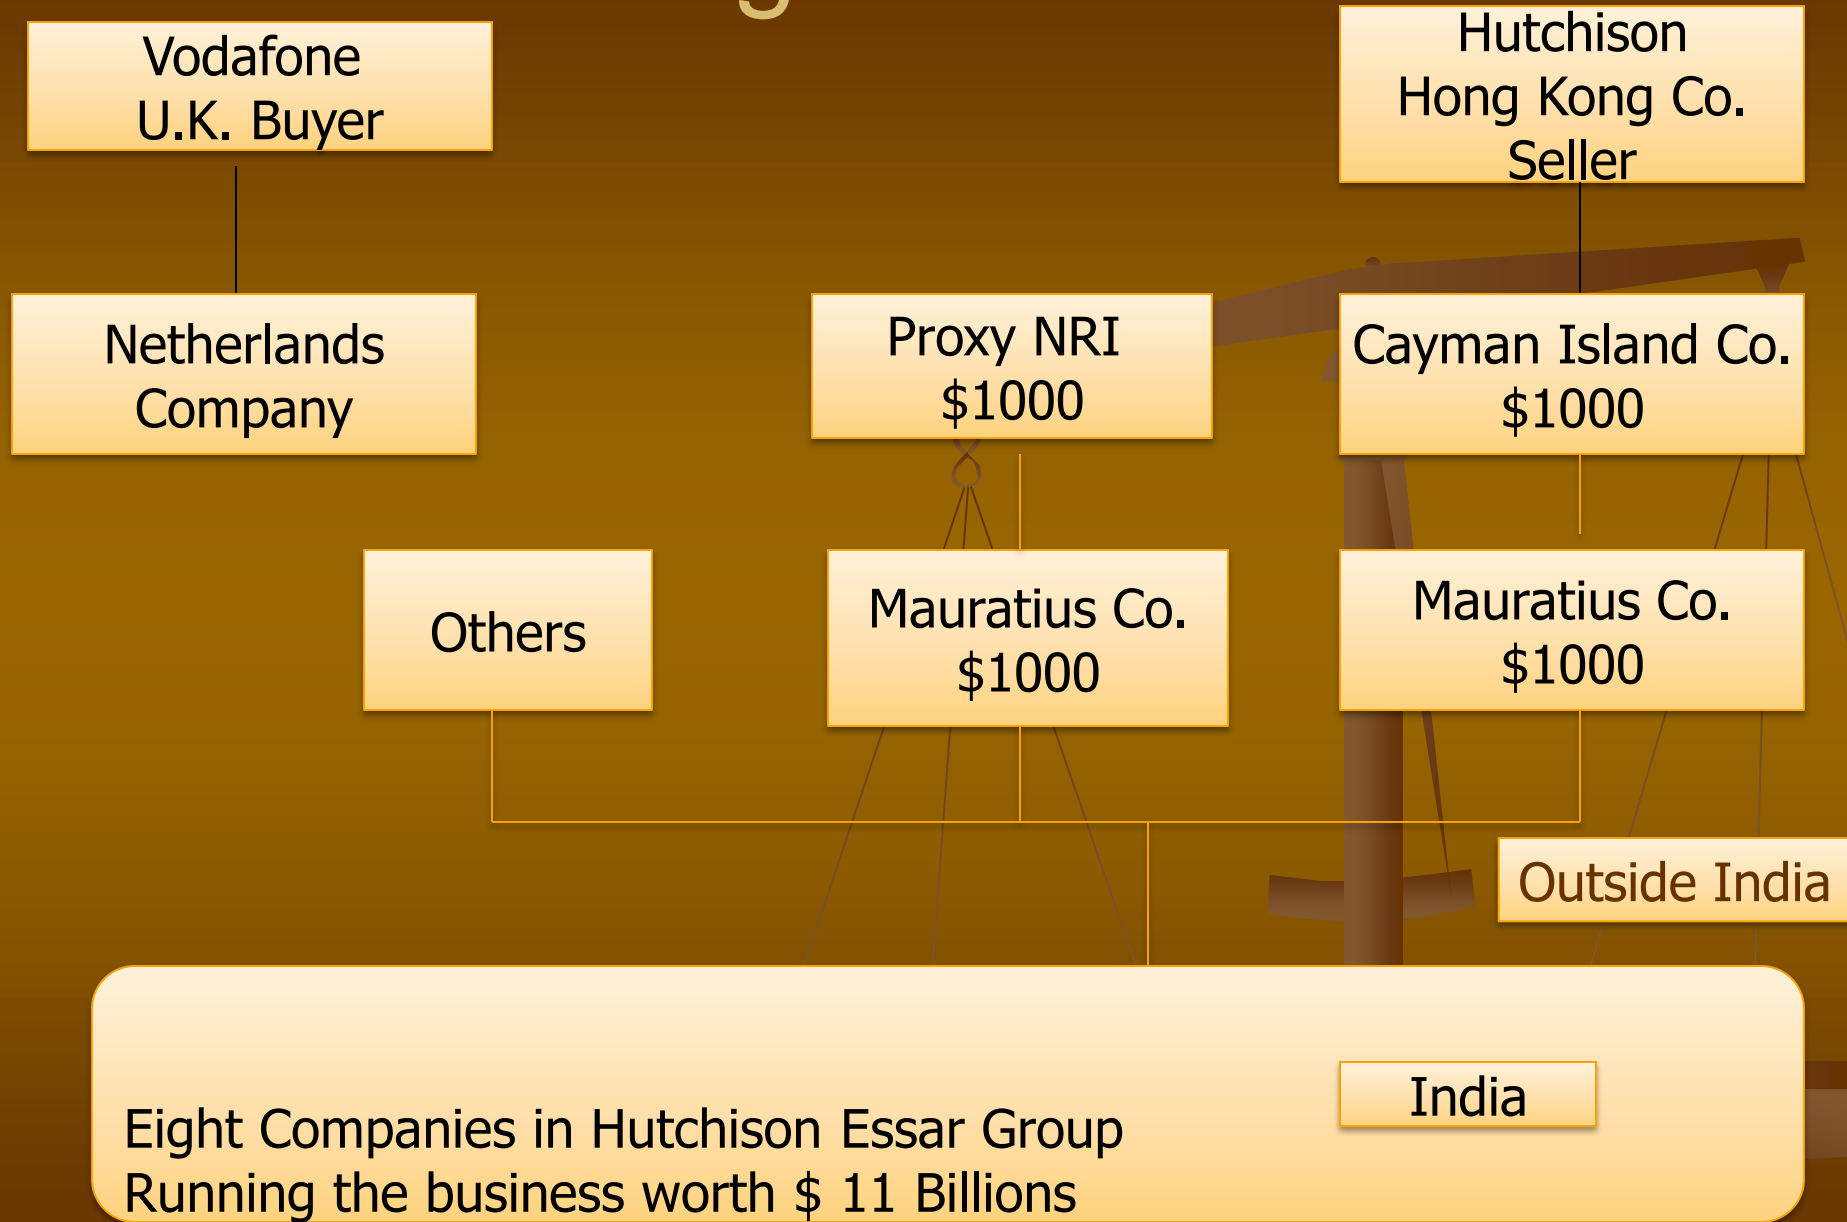 Vodafone
U.K. Buyer
Hutchison
Hong Kong Co.
Seller
Netherlands
Company
Proxy NRI
$1000
Cayman Island Co.
$1000
Others
Mauratius Co.
$1000
Mauratius Co.
$1000
Outside India
India
Eight Companies in Hutchison Essar Group
Running the business worth $ 11 Billions